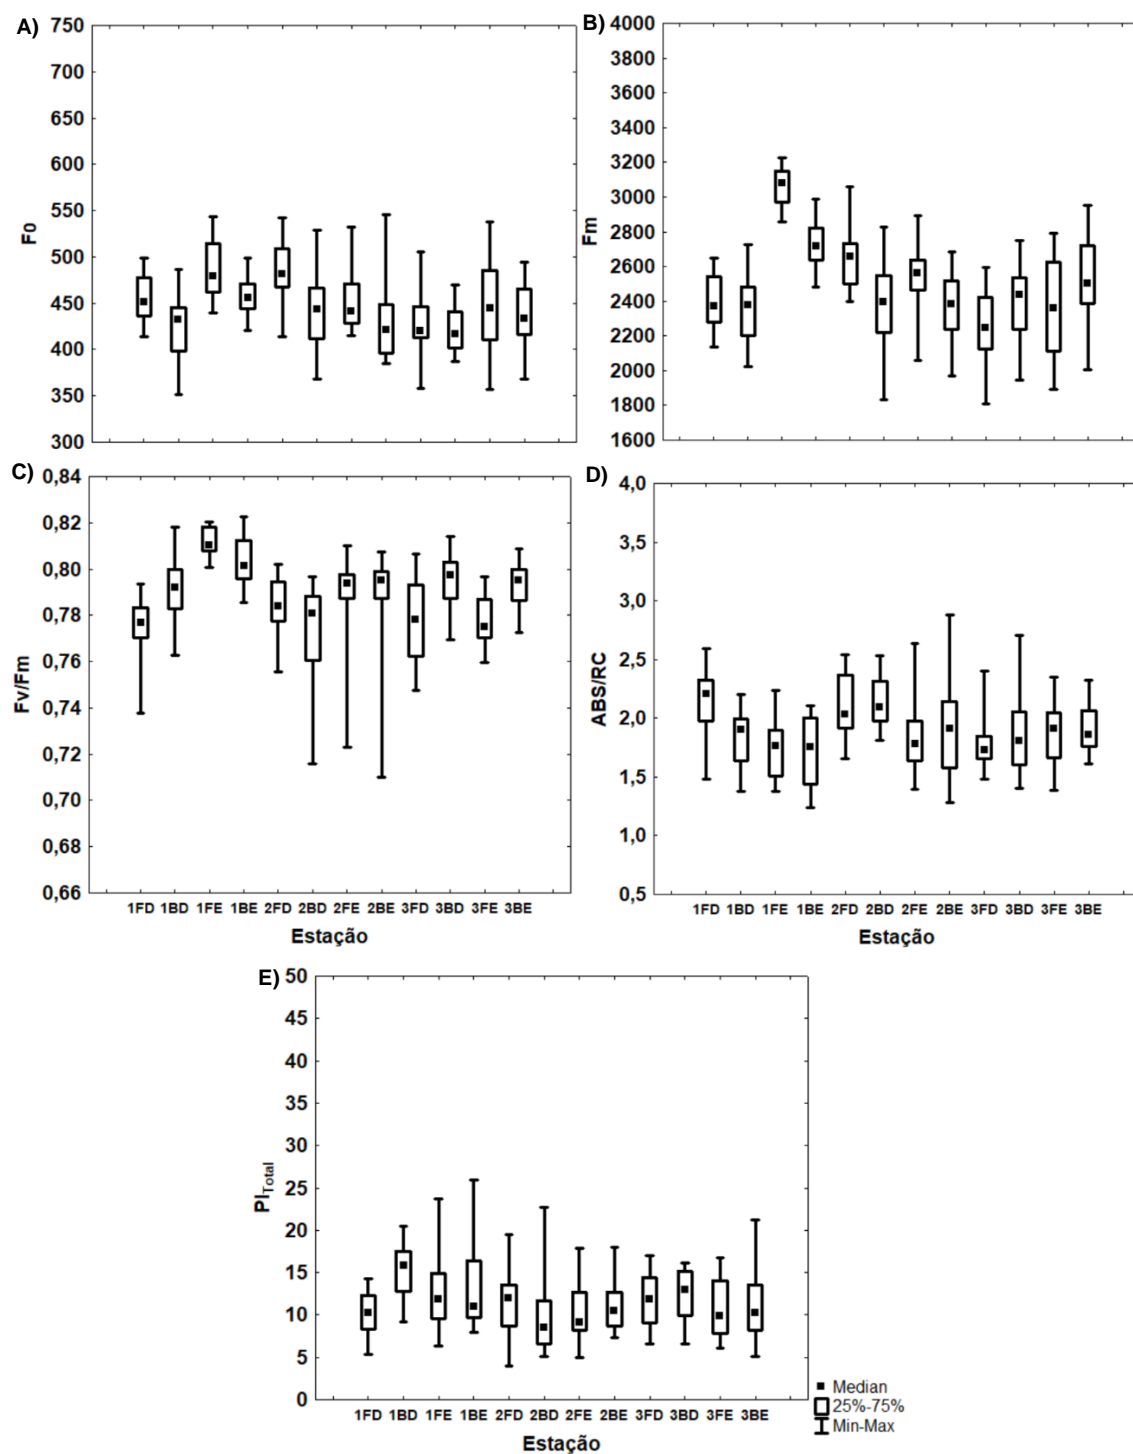 A)
750
700
650
600
550
500
450
400
350
300
F0
B)
4000
3800
3600
3400
3200
3000
2800
2600
2400
2200
2000
1800
1600
Fm
C)
0,84
0,82
0,80
0,78
0,76
0,74
0,72
0,70
0,68
0,66
Fv/Fm
1FD 1BD 1FE 1BE 2FD 2BD 2FE 2BE 3FD 3BD 3FE 3BE
Estação
D)
4,0
3,5
3,0
2,5
2,0
1,5
1,0
0,5
ABS/RC
1FD 1BD 1FE 1BE 2FD 2BD 2FE 2BE 3FD 3BD 3FE 3BE
Estação
E)
50
45
40
35
30
25
20
15
10
5
0
PITotal
1FD 1BD 1FE 1BE 2FD 2BD 2FE 2BE 3FD 3BD 3FE 3BE
Estação
Median
25%-75%
Min-Max